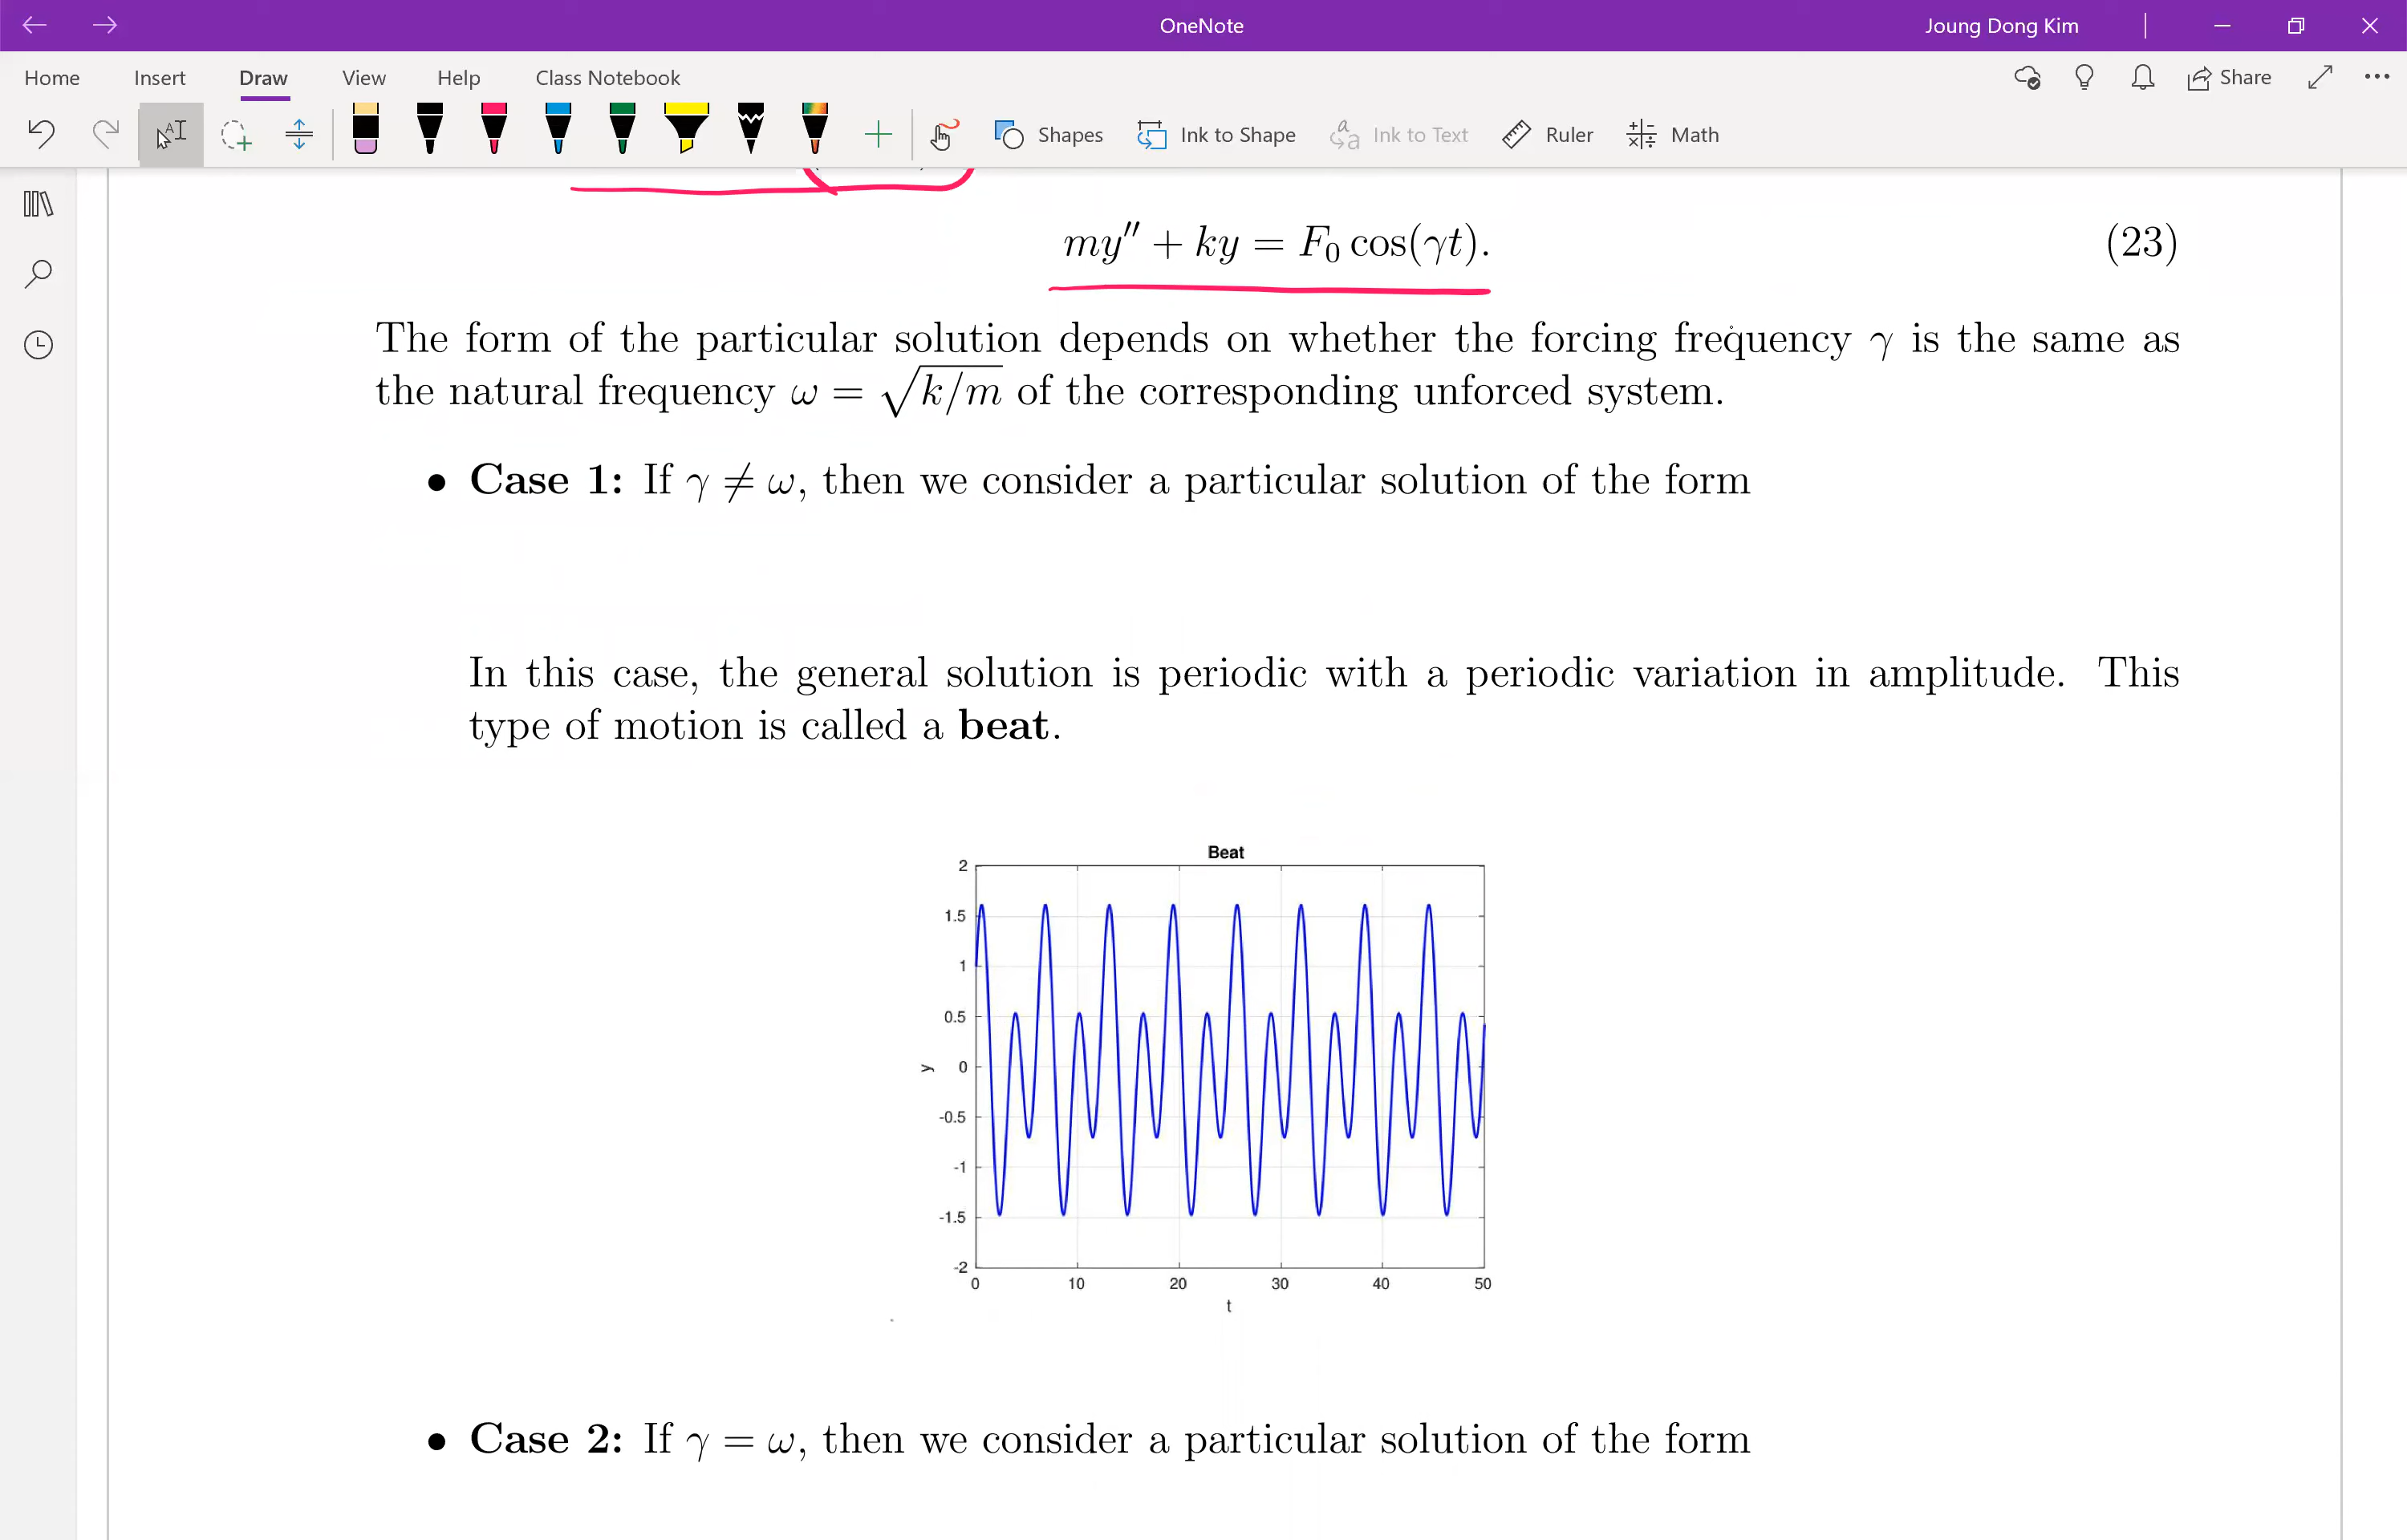 OneNote
Joung Dong Kim
Home Insert Draw View Help Class Notebook Share
Shapes Ink to Shape Ink to Text Ruler Math
my″ + ky = F₀ cos(γt). (23)
The form of the particular solution depends on whether the forcing frequency γ is the same as
the natural frequency ω = √(k/m) of the corresponding unforced system.
• Case 1: If γ ≠ ω, then we consider a particular solution of the form
In this case, the general solution is periodic with a periodic variation in amplitude. This
type of motion is called a beat.
Beat
2
1.5
1
0.5
y 0
-0.5
-1
-1.5
-2
0 10 20 30 40 50
t
• Case 2: If γ = ω, then we consider a particular solution of the form